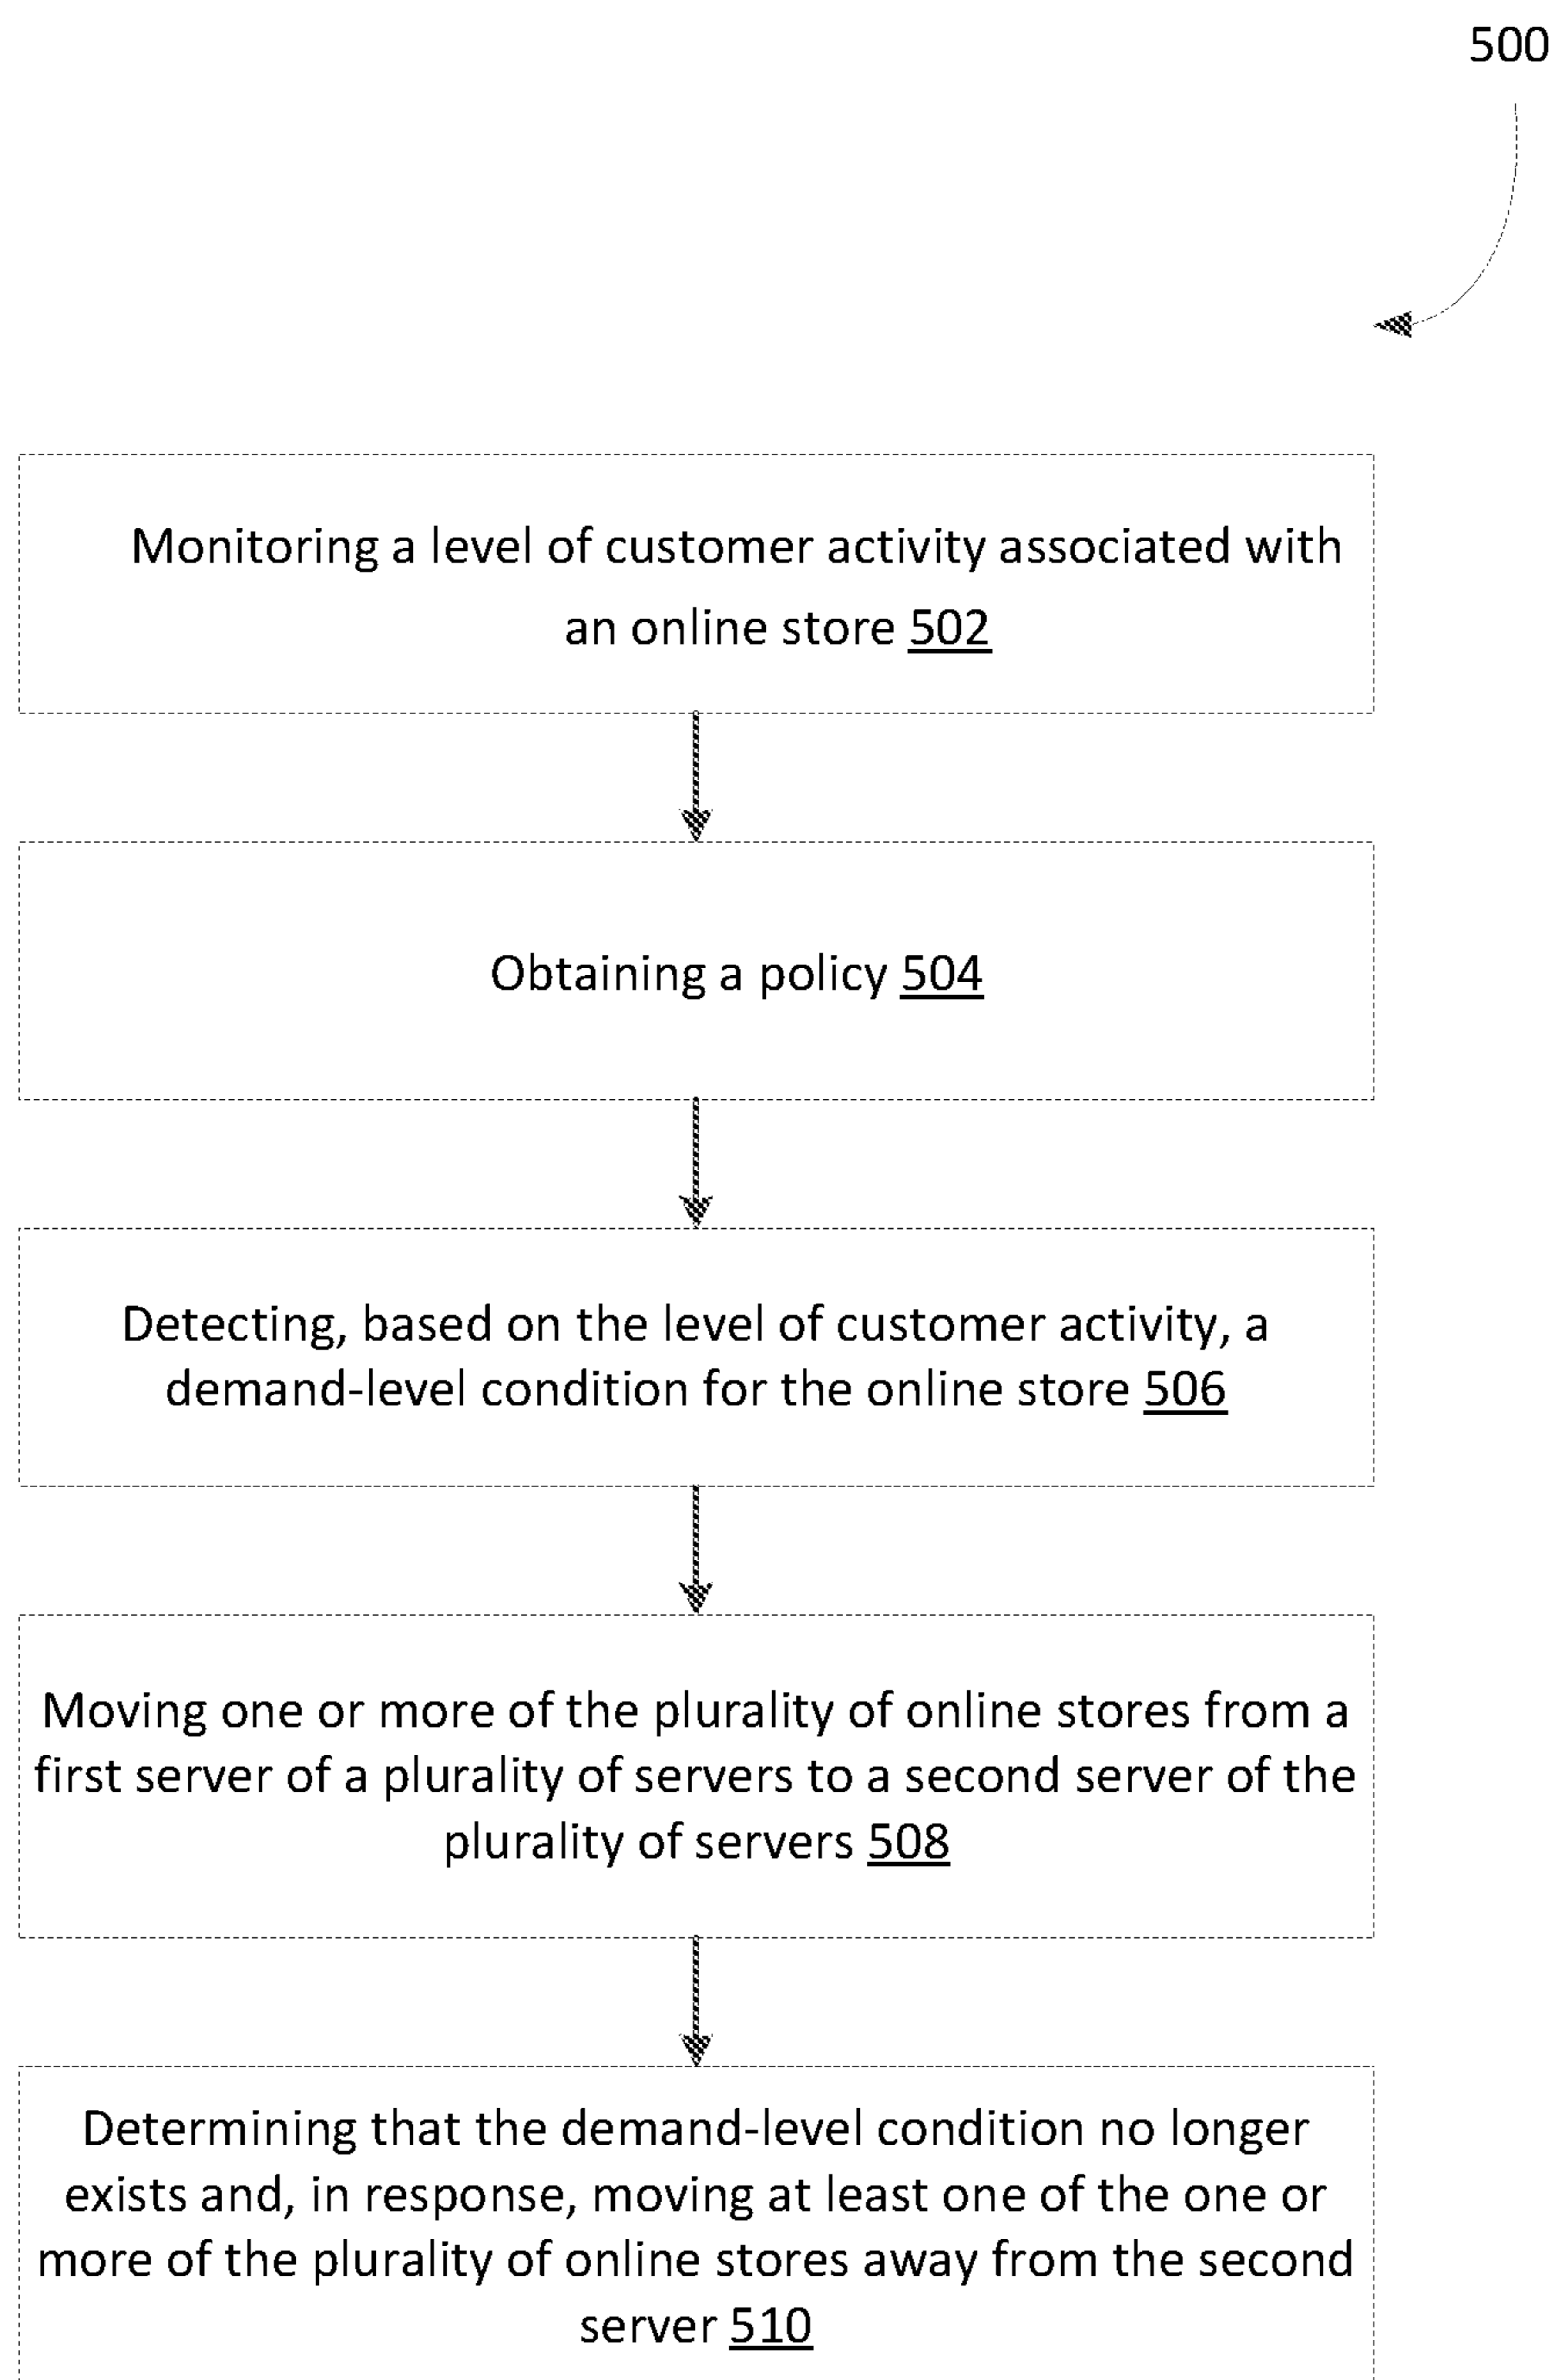 500
Monitoring a level of customer activity associated with
an online store 502
Obtaining a policy 504
Detecting, based on the level of customer activity, a
demand-level condition for the online store 506
Moving one or more of the plurality of online stores from a
first server of a plurality of servers to a second server of the
plurality of servers 508
Determining that the demand-level condition no longer
exists and, in response, moving at least one of the one or
more of the plurality of online stores away from the second
server 510